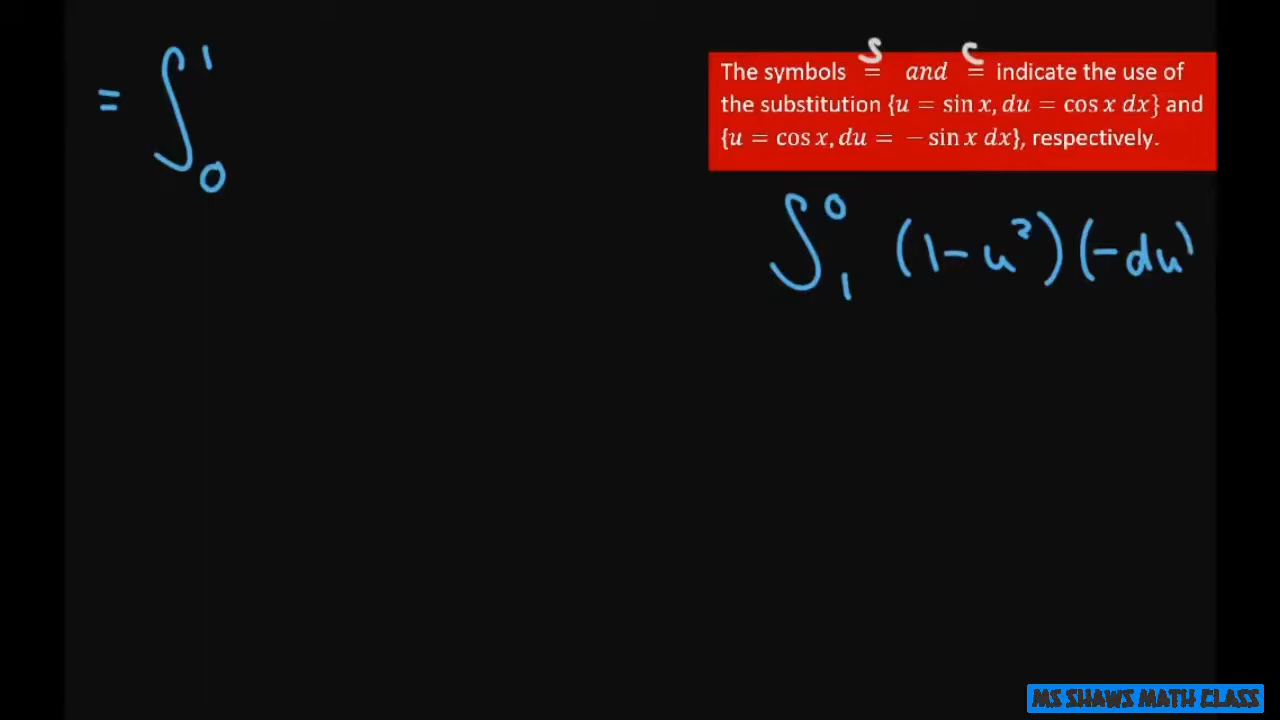 = ∫₀¹
S C
The symbols = and = indicate the use of
the substitution {u = sin x, du = cos x dx} and
{u = cos x, du = − sin x dx}, respectively.
∫₁⁰ (1 − u²)(−du)
MS SHAWS MATH CLASS